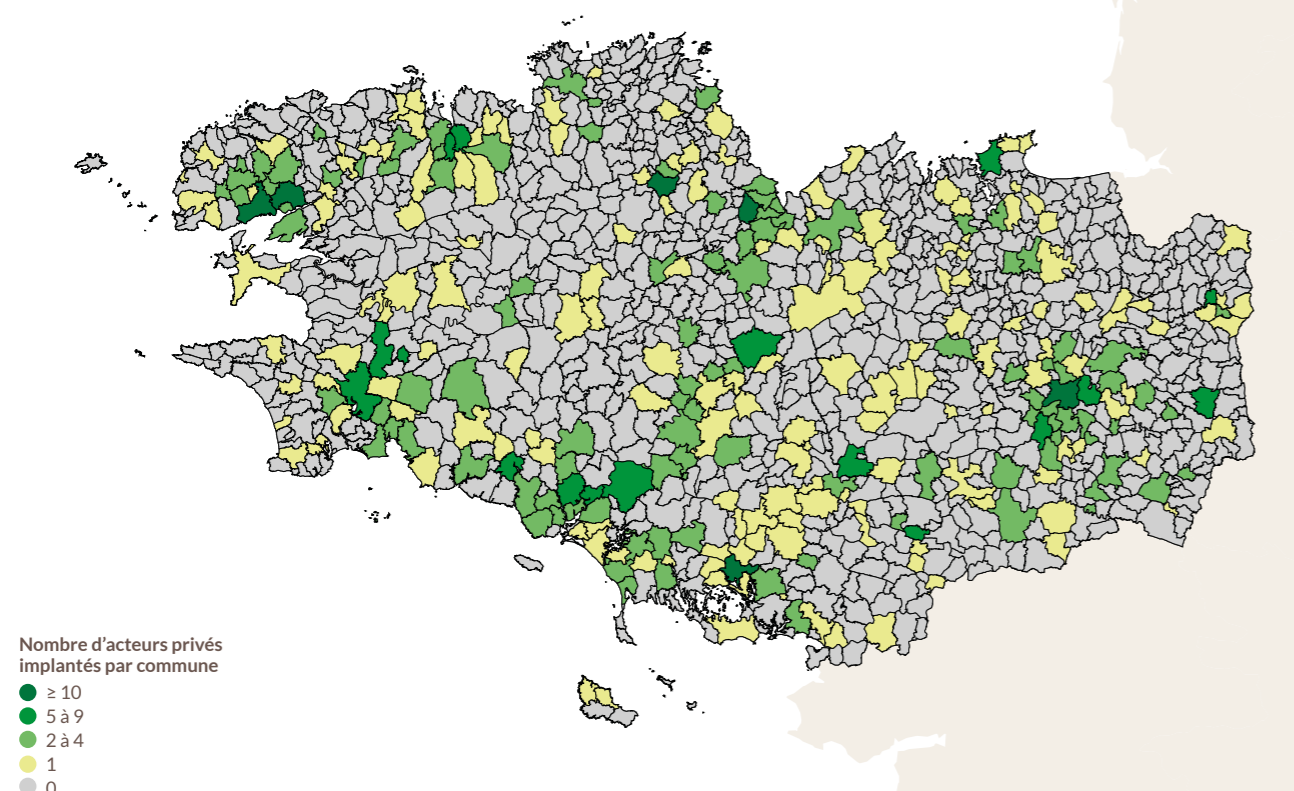 Nombre d'acteurs privés
implantés par commune
≥ 10
5 à 9
2 à 4
1
0